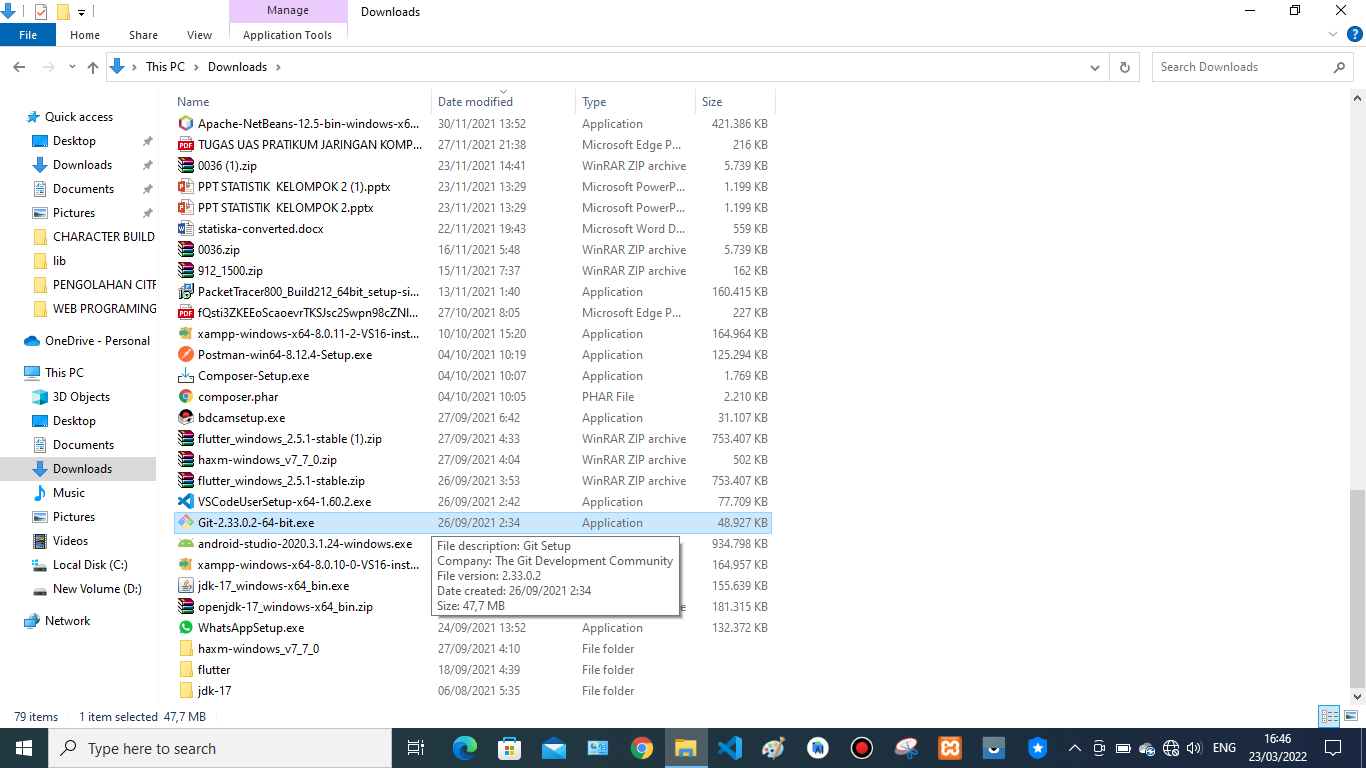 Manage Downloads
File Home Share View Application Tools
This PC Downloads Search Downloads
Name Date modified Type Size
Quick access
Desktop
Downloads
Documents
Pictures
CHARACTER BUILD
lib
PENGOLAHAN CITR
WEB PROGRAMING
OneDrive - Personal
This PC
3D Objects
Desktop
Documents
Downloads
Music
Pictures
Videos
Local Disk (C:)
New Volume (D:)
Network
Apache-NetBeans-12.5-bin-windows-x6... 30/11/2021 13:52 Application 421.386 KB
TUGAS UAS PRATIKUM JARINGAN KOMP... 27/11/2021 21:38 Microsoft Edge P... 216 KB
0036 (1).zip 23/11/2021 14:41 WinRAR ZIP archive 5.739 KB
PPT STATISTIK KELOMPOK 2 (1).pptx 23/11/2021 13:29 Microsoft PowerP... 1.199 KB
PPT STATISTIK KELOMPOK 2.pptx 23/11/2021 13:29 Microsoft PowerP... 1.199 KB
statiska-converted.docx 22/11/2021 19:43 Microsoft Word D... 559 KB
0036.zip 16/11/2021 5:48 WinRAR ZIP archive 5.739 KB
912_1500.zip 15/11/2021 7:37 WinRAR ZIP archive 162 KB
PacketTracer800_Build212_64bit_setup-si... 13/11/2021 1:40 Application 160.415 KB
fQsti3ZKEEoScaoevrTKSJsc2Swpn98cZNI... 27/10/2021 8:05 Microsoft Edge P... 227 KB
xampp-windows-x64-8.0.11-2-VS16-inst... 10/10/2021 15:20 Application 164.964 KB
Postman-win64-8.12.4-Setup.exe 04/10/2021 10:19 Application 125.294 KB
Composer-Setup.exe 04/10/2021 10:07 Application 1.769 KB
composer.phar 04/10/2021 10:05 PHAR File 2.210 KB
bdcamsetup.exe 27/09/2021 6:42 Application 31.107 KB
flutter_windows_2.5.1-stable (1).zip 27/09/2021 4:33 WinRAR ZIP archive 753.407 KB
haxm-windows_v7_7_0.zip 27/09/2021 4:04 WinRAR ZIP archive 502 KB
flutter_windows_2.5.1-stable.zip 26/09/2021 3:53 WinRAR ZIP archive 753.407 KB
VSCodeUserSetup-x64-1.60.2.exe 26/09/2021 2:42 Application 77.709 KB
Git-2.33.0.2-64-bit.exe 26/09/2021 2:34 Application 48.927 KB
android-studio-2020.3.1.24-windows.exe 934.798 KB
xampp-windows-x64-8.0.10-0-VS16-inst... 164.957 KB
jdk-17_windows-x64_bin.exe 155.639 KB
openjdk-17_windows-x64_bin.zip 181.315 KB
WhatsAppSetup.exe 24/09/2021 13:52 Application 132.372 KB
haxm-windows_v7_7_0 27/09/2021 4:10 File folder
flutter 18/09/2021 4:39 File folder
jdk-17 06/08/2021 5:35 File folder
File description: Git Setup
Company: The Git Development Community
File version: 2.33.0.2
Date created: 26/09/2021 2:34
Size: 47,7 MB
79 items 1 item selected 47,7 MB
Type here to search ENG 16:46
23/03/2022